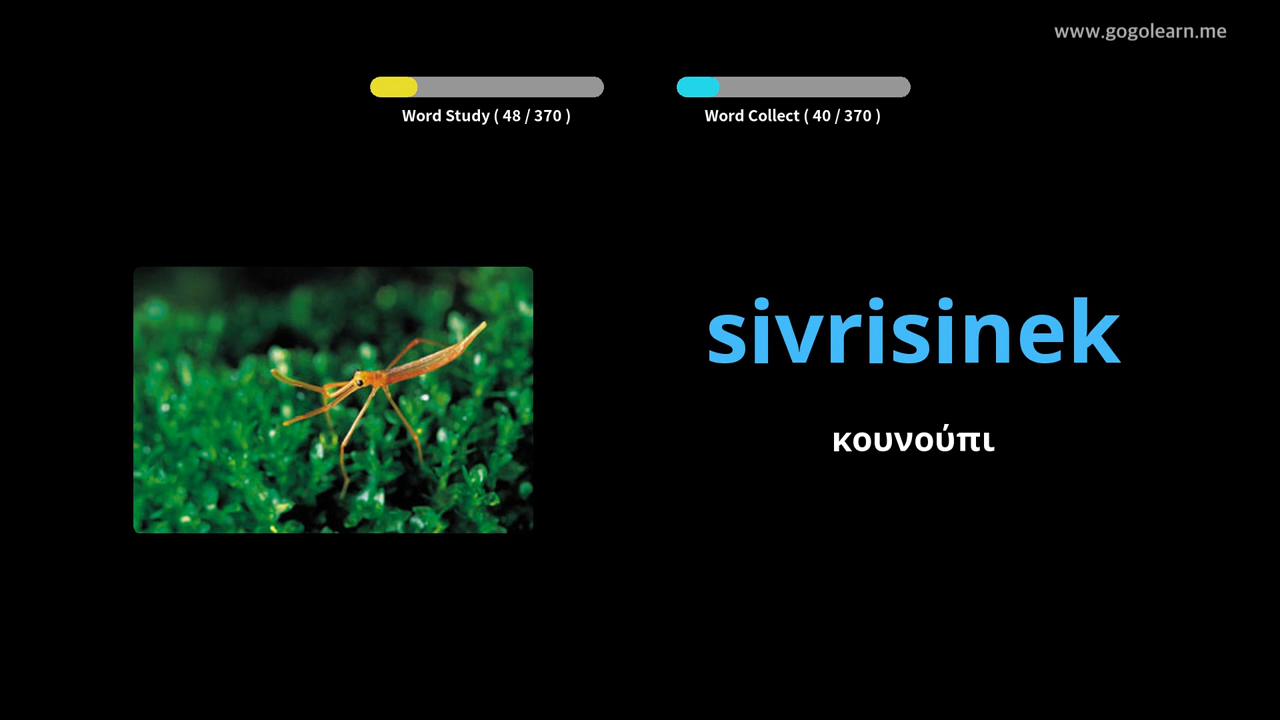 www.gogolearn.me
Word Study ( 48 / 370 )
Word Collect ( 40 / 370 )
sivrisinek
κουνούπι